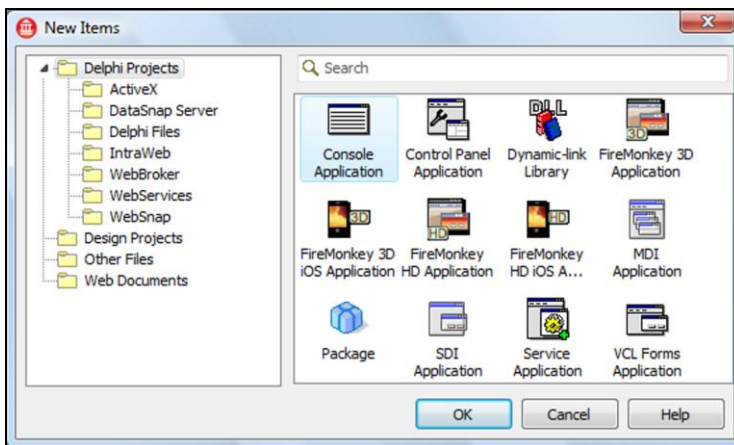 New Items
Delphi Projects
ActiveX
DataSnap Server
Delphi Files
IntraWeb
WebBroker
WebServices
WebSnap
Design Projects
Other Files
Web Documents
Search
DLL
3D
Console Application
Control Panel Application
Dynamic-link Library
FireMonkey 3D Application
3D
HD
HD
FireMonkey 3D iOS Application
FireMonkey HD Application
FireMonkey HD iOS A...
MDI Application
Package
SDI Application
Service Application
VCL Forms Application
OK
Cancel
Help